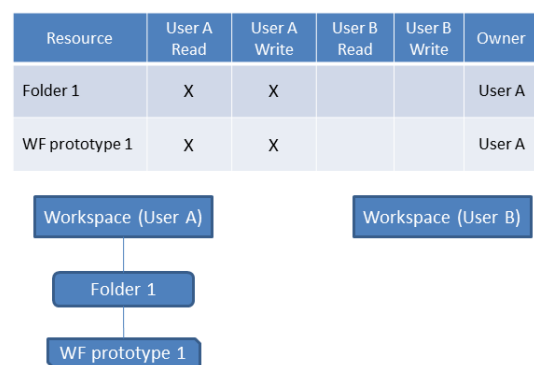 Resource User A Read User A Write User B Read User B Write Owner
Folder 1 X X User A
WF prototype 1 X X User A
Workspace (User A) Workspace (User B)
Folder 1
WF prototype 1